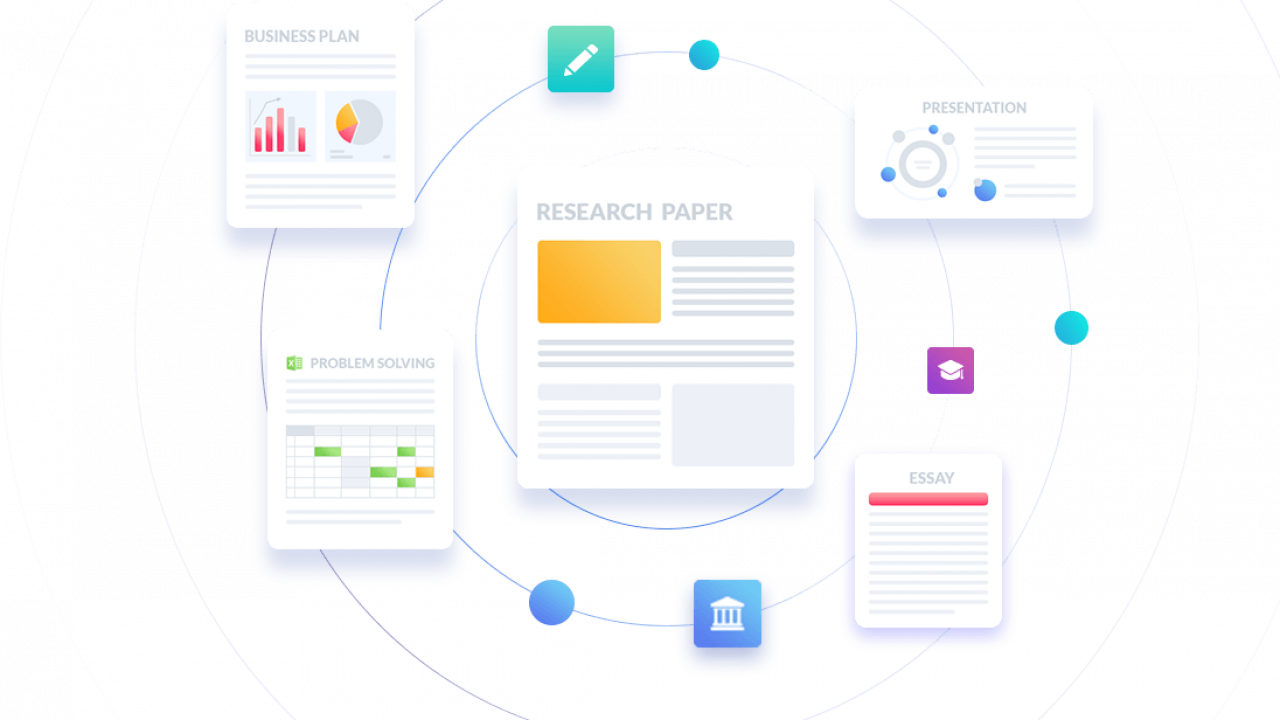 BUSINESS PLAN
PRESENTATION
RESEARCH PAPER
PROBLEM SOLVING
ESSAY